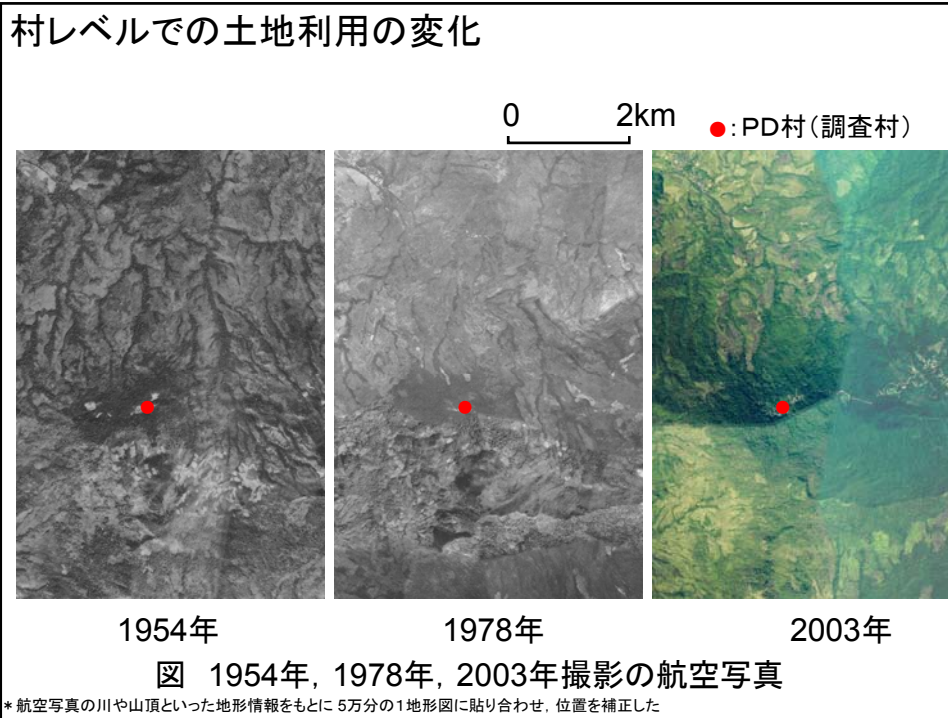 村レベルでの土地利用の変化
0 2km ●:PD村(調査村)
1954年 1978年 2003年
図 1954年, 1978年, 2003年撮影の航空写真
* 航空写真の川や山頂といった地形情報をもとに 5万分の1地形図に貼り合わせ, 位置を補正した